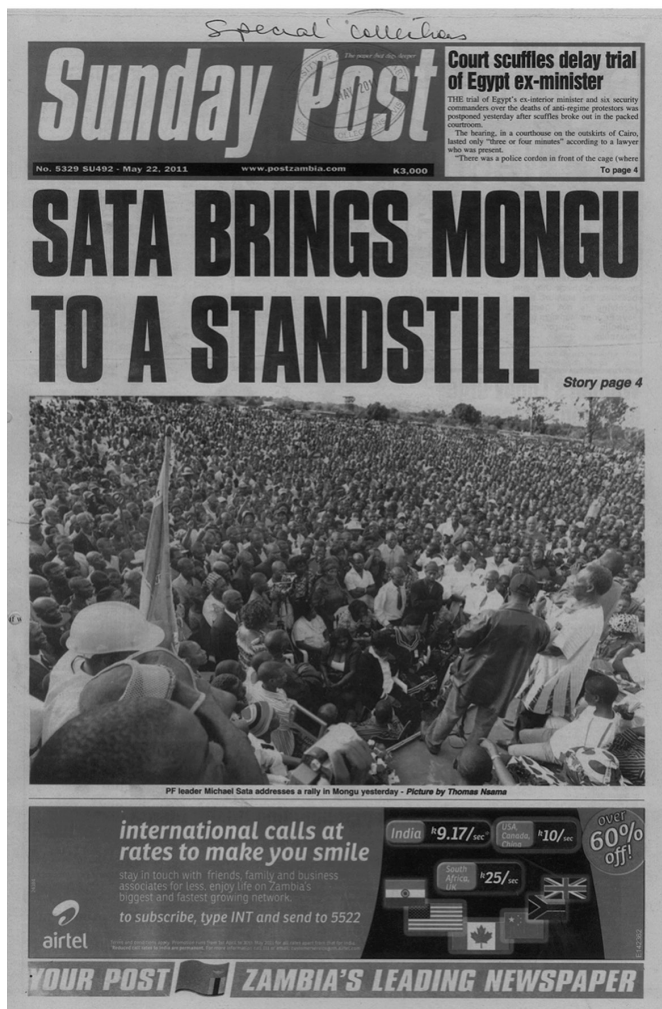 Special collections
Sunday Post
The paper that digs deeper
MAY 201
No. 5329 SU492 - May 22, 2011
www.postzambia.com
K3,000
Court scuffles delay trial
of Egypt ex-minister
THE trial of Egypt's ex-interior minister and six security
commanders over the deaths of anti-regime protestors was
postponed yesterday after scuffles broke out in the packed
courtroom.
The hearing, in a courthouse on the outskirts of Cairo,
lasted only "three or four minutes" according to a lawyer
who was present.
"There was a police cordon in front of the cage (where
To page 4
SATA BRINGS MONGU
TO A STANDSTILL
Story page 4
PF leader Michael Sata addresses a rally in Mongu yesterday - Picture by Thomas Nsama
international calls at
rates to make you smile
stay in touch with friends, family and business
associates for less. enjoy life on Zambia's
biggest and fastest growing network.
to subscribe, type INT and send to 5522
airtel
India K9.17/sec*
USA, Canada, China K10/sec
South Africa, UK K25/sec
over
60%
off!
YOUR POST ZAMBIA'S LEADING NEWSPAPER